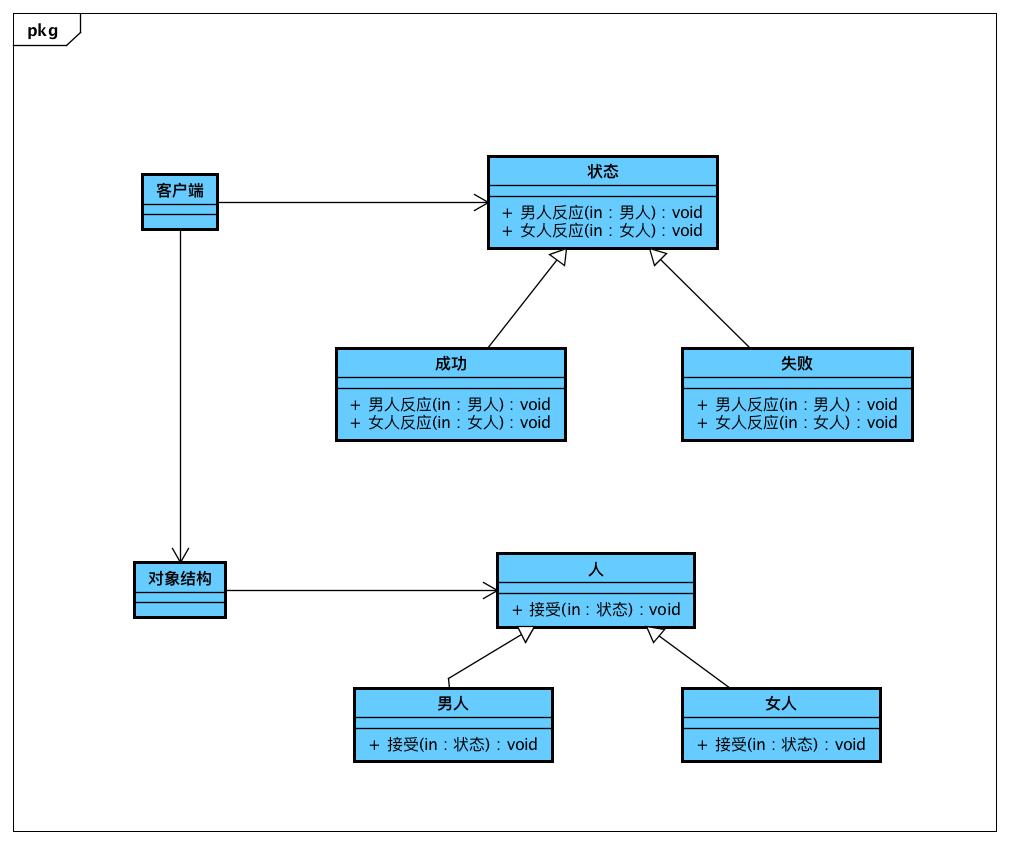 pkg
客户端
状态
+ 男人反应(in : 男人) : void
+ 女人反应(in : 女人) : void
成功
+ 男人反应(in : 男人) : void
+ 女人反应(in : 女人) : void
失败
+ 男人反应(in : 男人) : void
+ 女人反应(in : 女人) : void
对象结构
人
+ 接受(in : 状态) : void
男人
+ 接受(in : 状态) : void
女人
+ 接受(in : 状态) : void